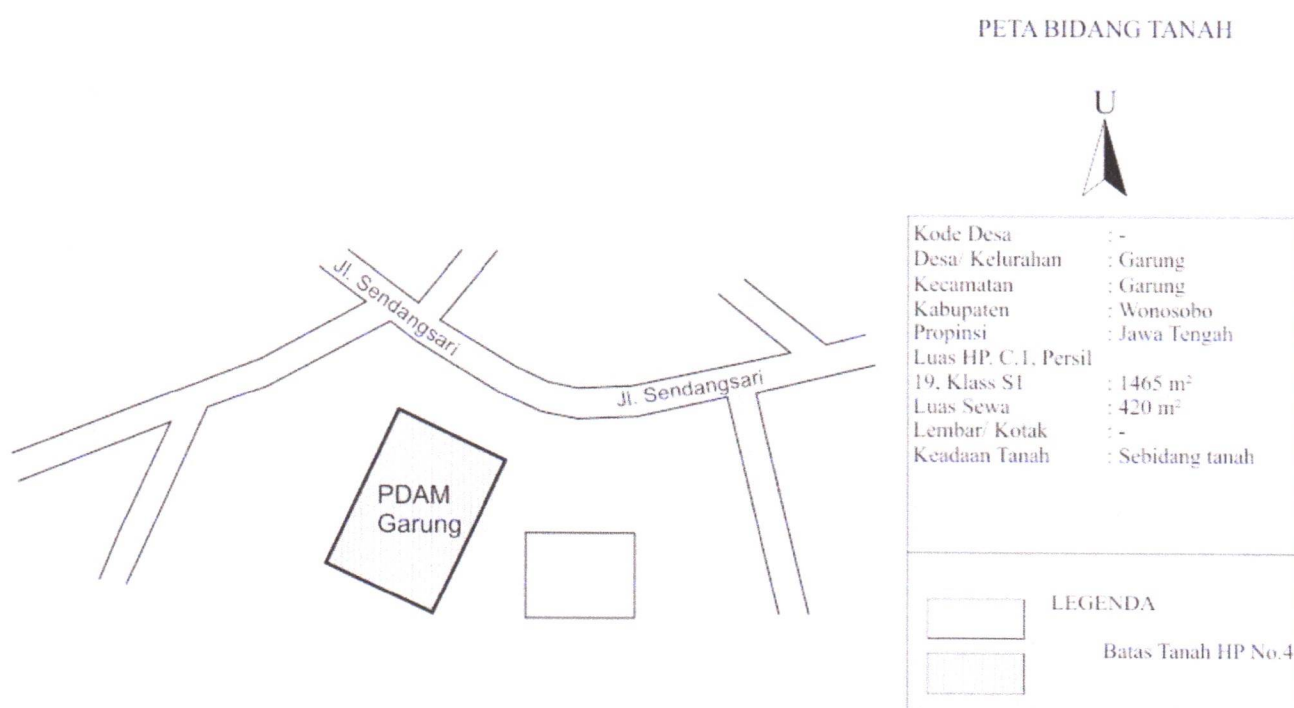 PETA BIDANG TANAH
U
Kode Desa : -
Desa/ Kelurahan : Garung
Kecamatan : Garung
Kabupaten : Wonosobo
Propinsi : Jawa Tengah
Luas HP. C.1. Persil
19. Klass S1 : 1465 m²
Luas Sewa : 420 m²
Lembar/ Kotak : -
Keadaan Tanah : Sebidang tanah
Jl. Sendangsari
Jl. Sendangsari
PDAM
Garung
LEGENDA
Batas Tanah HP No.4